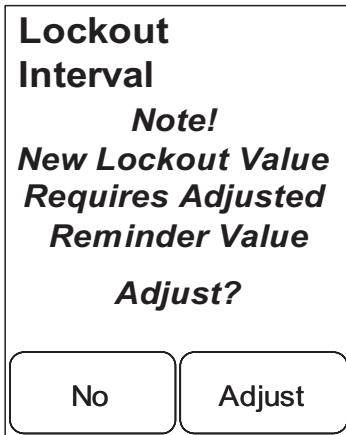 Lockout
Interval
Note!
New Lockout Value
Requires Adjusted
Reminder Value
Adjust?
No
Adjust